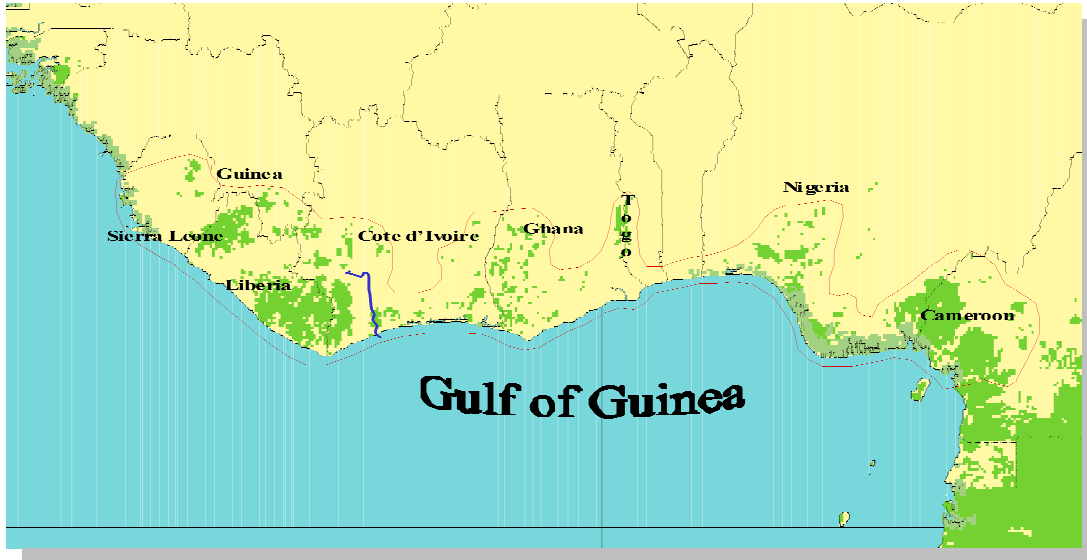 Guinea
Nigeria
Togo
Ghana
Sierra Leone
Cote d'Ivoire
Liberia
Cameroon
Gulf of Guinea